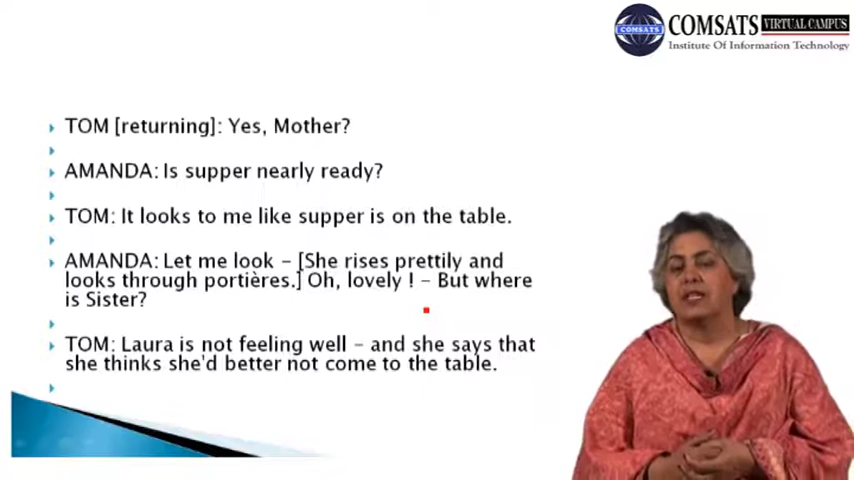 COMSATS VIRTUAL CAMPUS
Institute Of Information Technology
COMSATS
TOM [returning]: Yes, Mother?
AMANDA: Is supper nearly ready?
TOM: It looks to me like supper is on the table.
AMANDA: Let me look – [She rises prettily and
looks through portières.] Oh, lovely ! – But where
is Sister?
TOM: Laura is not feeling well – and she says that
she thinks she'd better not come to the table.